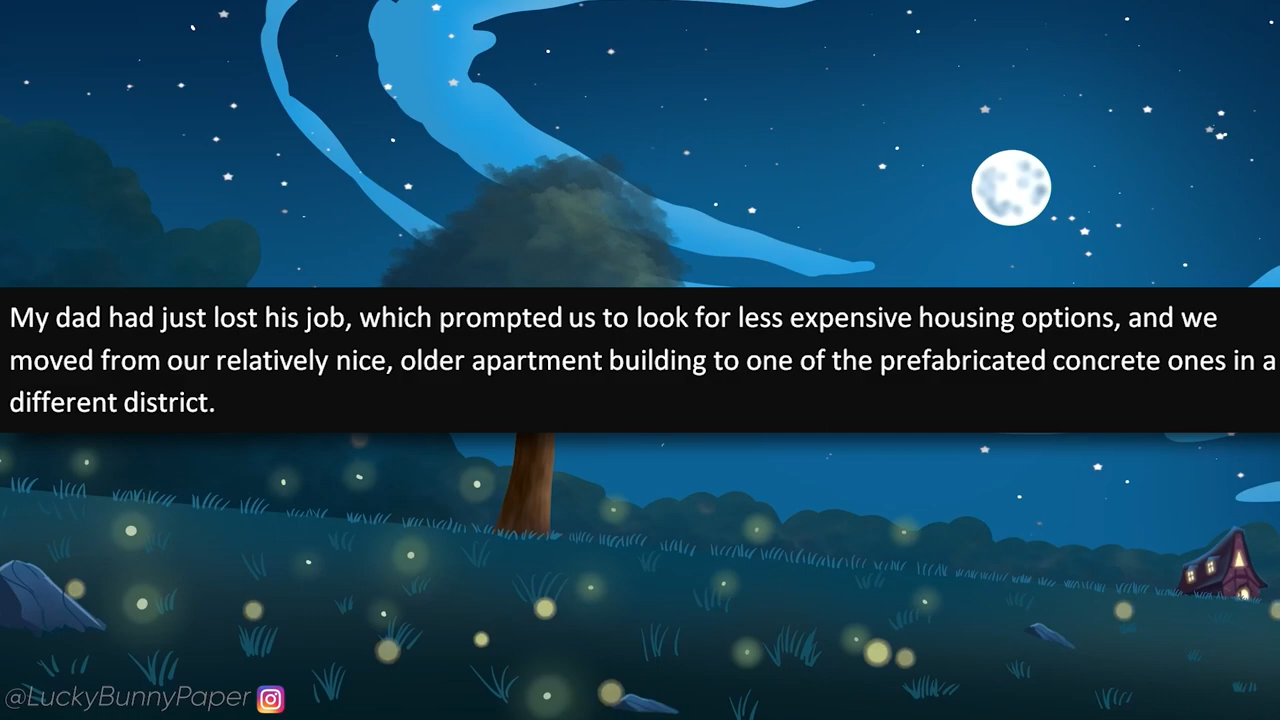 My dad had just lost his job, which prompted us to look for less expensive housing options, and we
moved from our relatively nice, older apartment building to one of the prefabricated concrete ones in a
different district.
@LuckyBunnyPaper